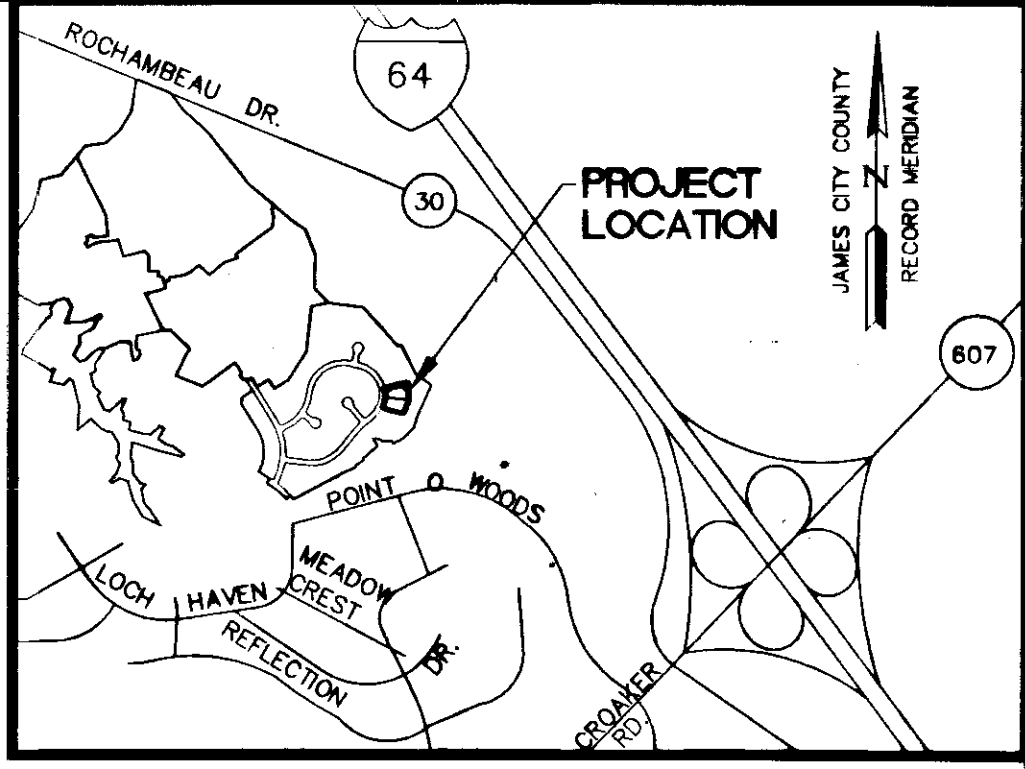 ROCHAMBEAU DR.
64
30
PROJECT
LOCATION
JAMES CITY COUNTY
N
RECORD MERIDIAN
607
POINT O WOODS
MEADOW
CREST
LOCH HAVEN
REFLECTION
DR.
CROAKER
RD.